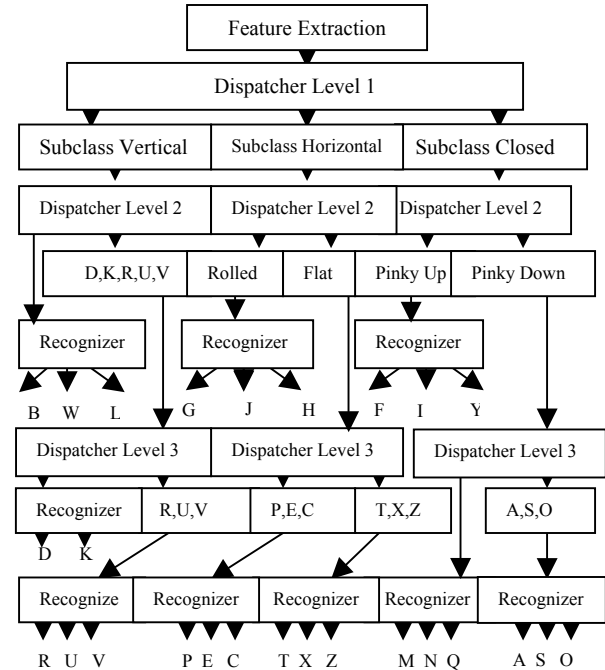 Feature Extraction
Dispatcher Level 1
Subclass Vertical Subclass Horizontal Subclass Closed
Dispatcher Level 2 Dispatcher Level 2 Dispatcher Level 2
D,K,R,U,V Rolled Flat Pinky Up Pinky Down
Recognizer Recognizer Recognizer
B W L G J H F I Y
Dispatcher Level 3 Dispatcher Level 3 Dispatcher Level 3
Recognizer R,U,V P,E,C T,X,Z A,S,O
D K
Recognize Recognizer Recognizer Recognizer Recognizer
R U V P E C T X Z M N Q A S O